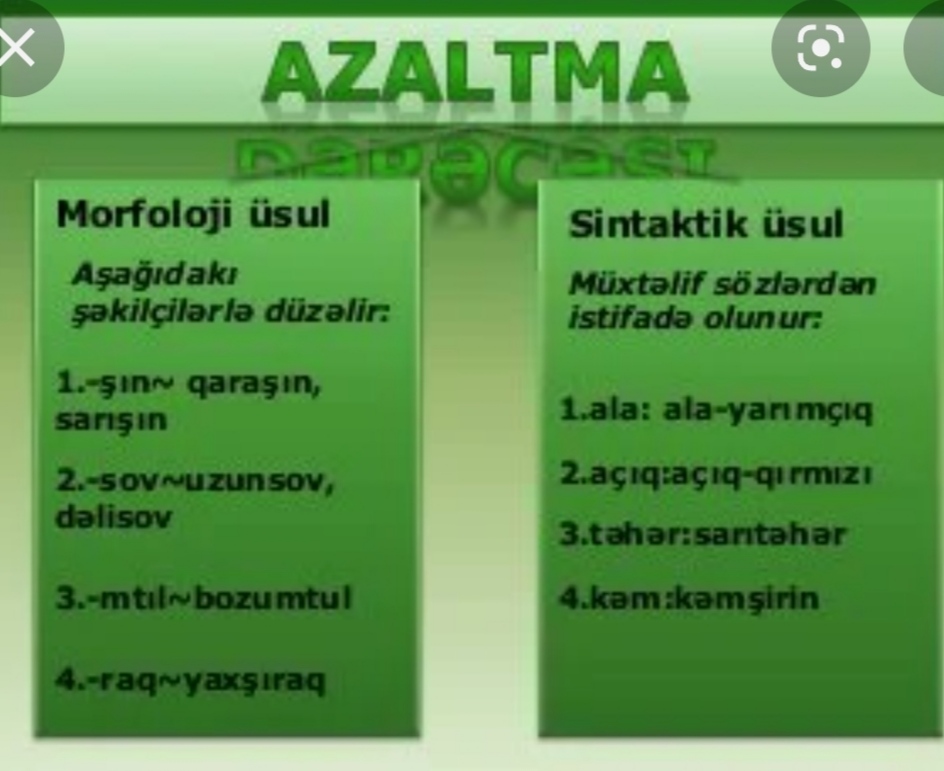 AZALTMA
DƏRƏCƏSİ
Morfoloji üsul
Aşağıdakı
şəkilçilərlə düzəlir:
1.-şın~ qaraşın,
sarışın
2.-sov~uzunsov,
dəlisov
3.-mtıl~bozumtul
4.-raq~yaxşıraq
Sintaktik üsul
Müxtəlif sözlərdən
istifadə olunur:
1.ala: ala-yarımçıq
2.açıq:açıq-qırmızı
3.təhər:sarıtəhər
4.kəm:kəmşirin